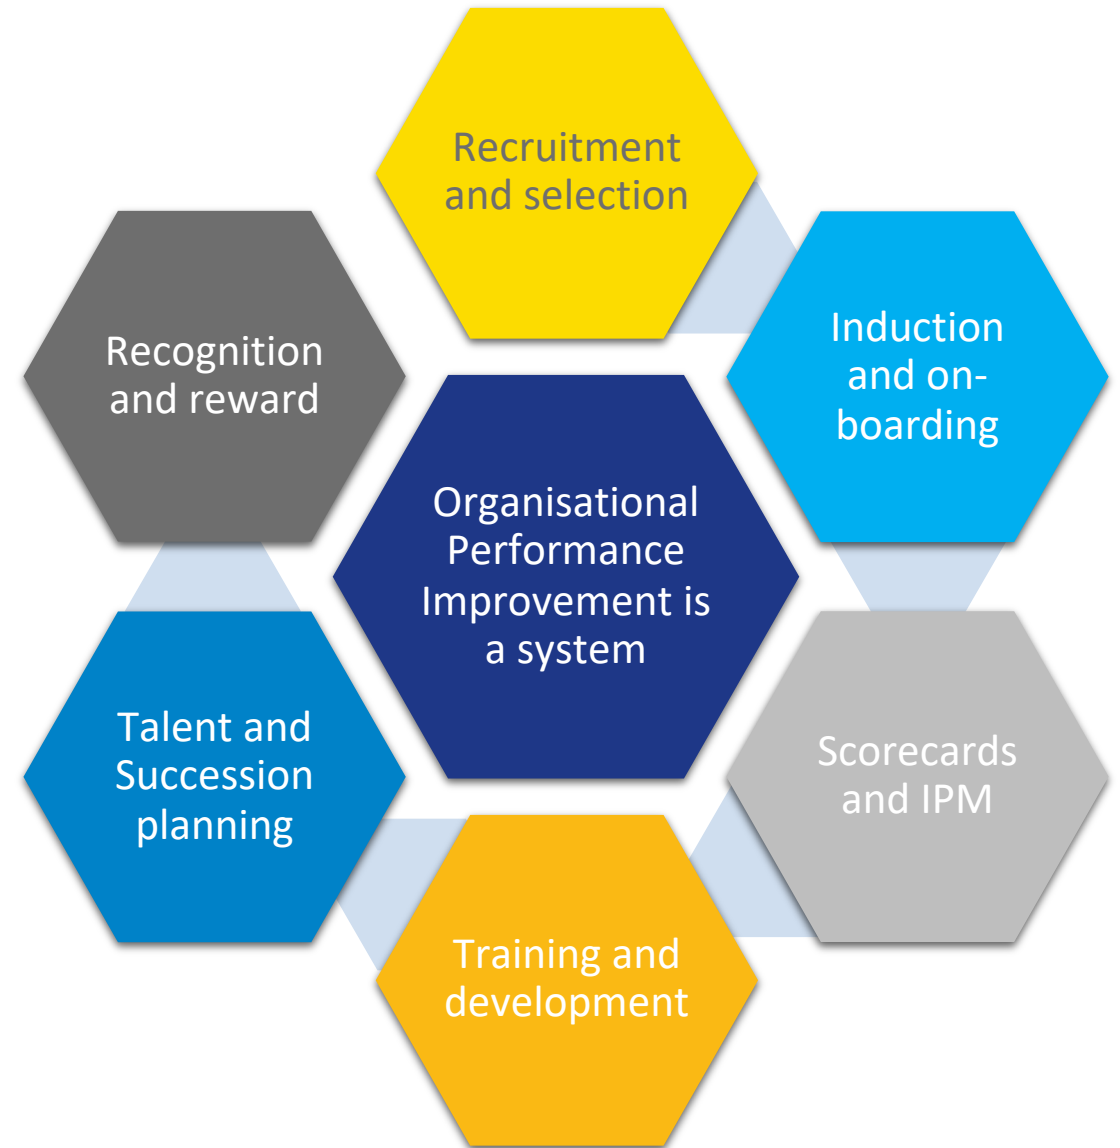 Recruitment
and selection
Induction
and on-
boarding
Recognition
and reward
Organisational
Performance
Improvement is
a system
Scorecards
and IPM
Talent and
Succession
planning
Training and
development